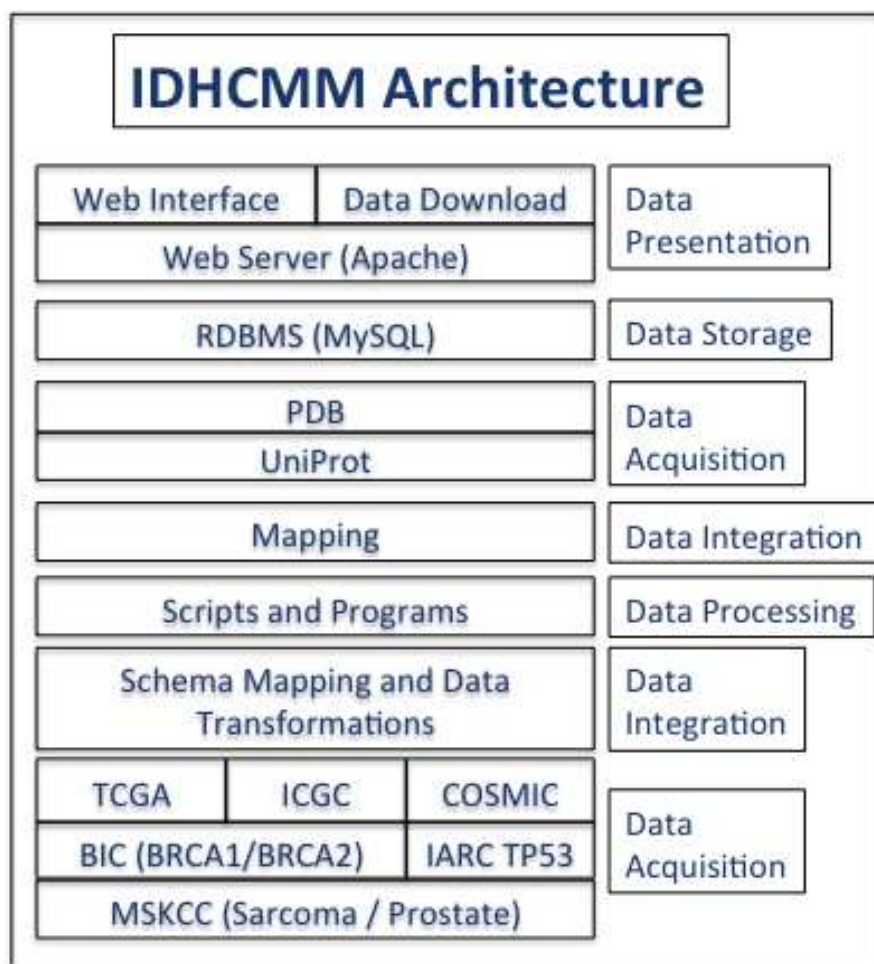 IDHCMM Architecture
Web Interface
Data Download
Web Server (Apache)
Data
Presentation
RDBMS (MySQL)
Data Storage
PDB
UniProt
Data
Acquisition
Mapping
Data Integration
Scripts and Programs
Data Processing
Schema Mapping and Data
Transformations
Data
Integration
TCGA
ICGC
COSMIC
BIC (BRCA1/BRCA2)
IARC TP53
MSKCC (Sarcoma / Prostate)
Data
Acquisition